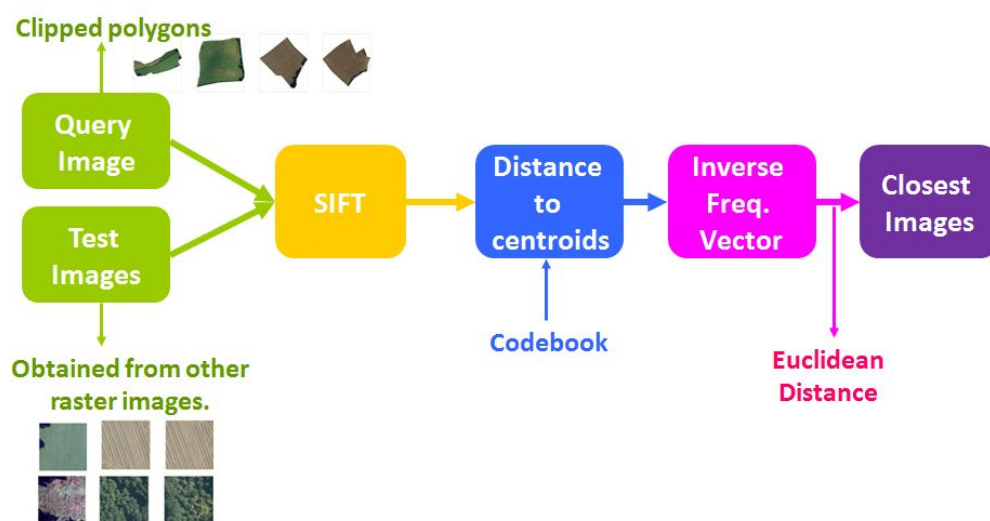 Clipped polygons
Query
Image
Test
Images
Obtained from other
raster images.
SIFT
Distance
to
centroids
Codebook
Inverse
Freq.
Vector
Euclidean
Distance
Closest
Images